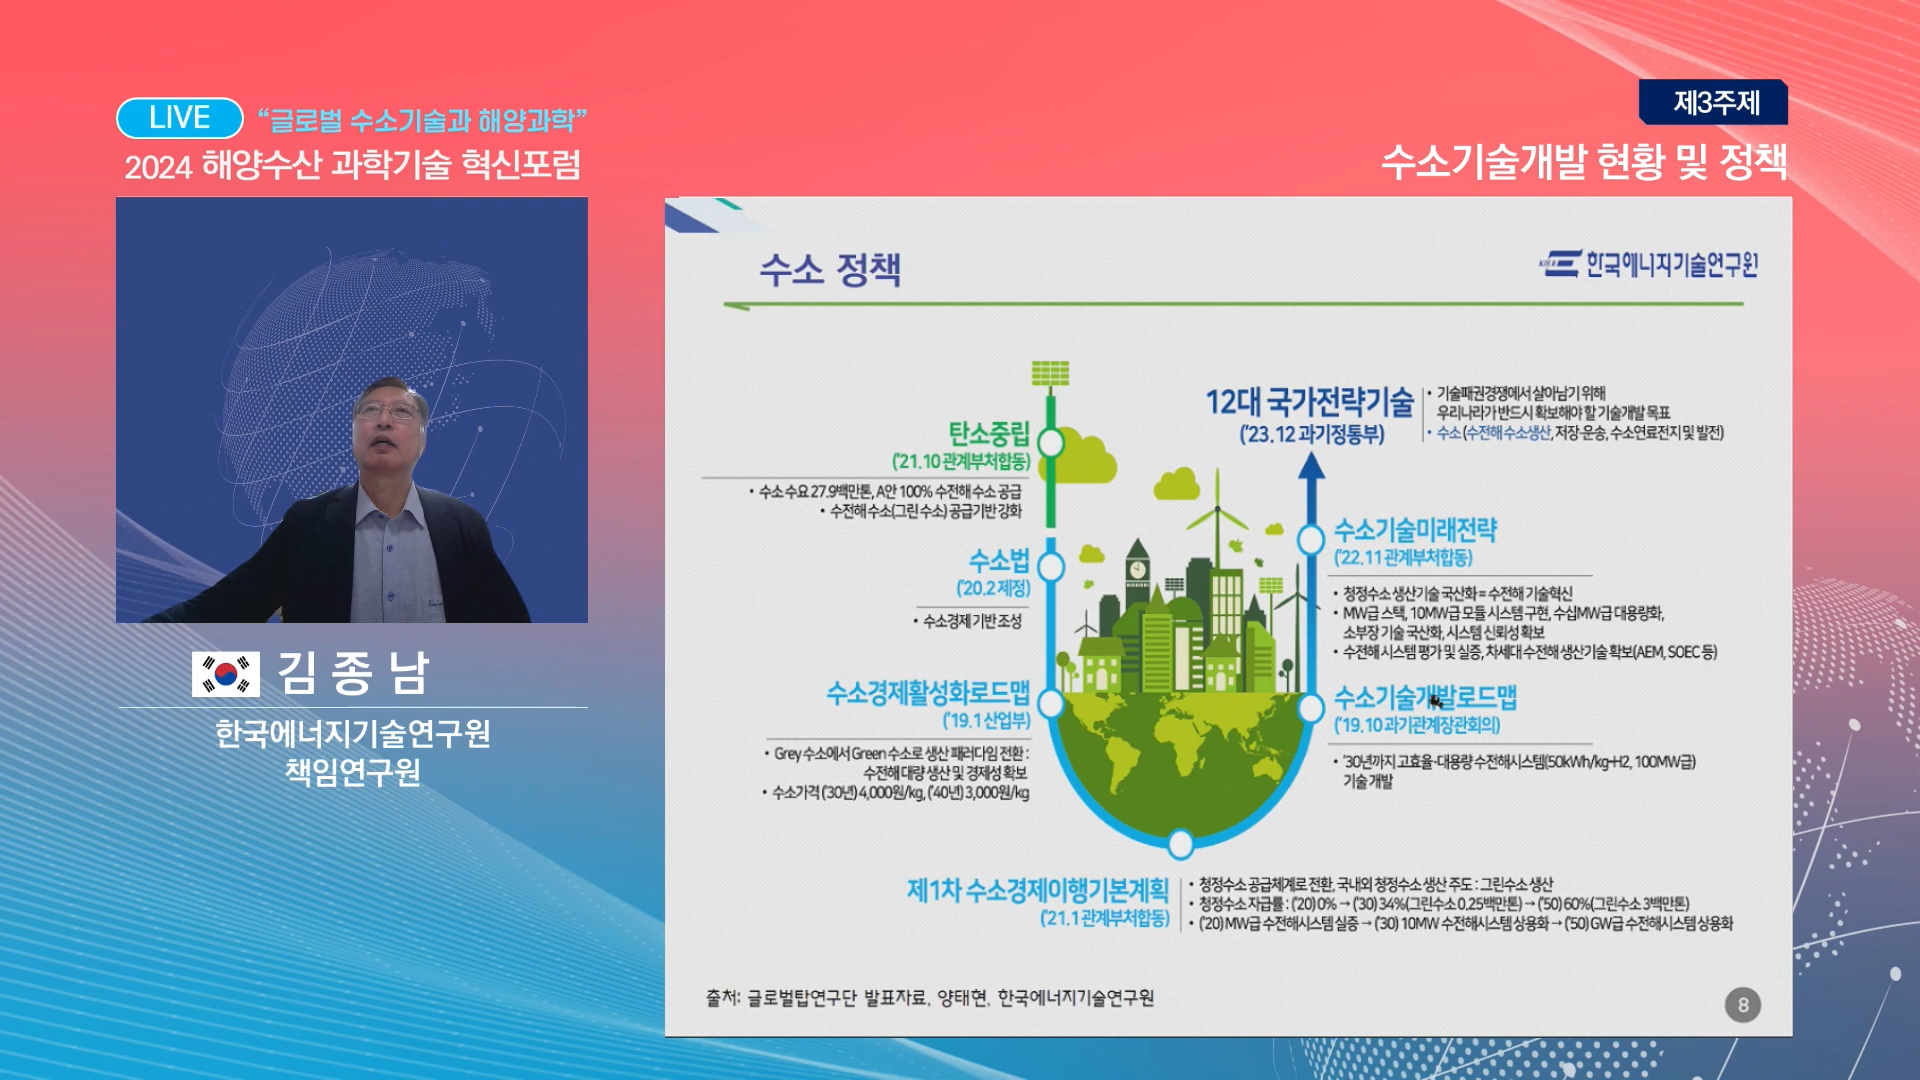 LIVE
“글로벌 수소기술과 해양과학”
2024 해양수산 과학기술 혁신포럼
제3주제
수소기술개발 현황 및 정책
김종남
한국에너지기술연구원
책임연구원
수소 정책
한국에너지기술연구원
탄소중립
('21.10 관계부처합동)
• 수소 수요 27.9백만톤, A안 100% 수전해 수소 공급
• 수전해 수소(그린 수소) 공급기반 강화
수소법
('20.2 제정)
• 수소경제 기반 조성
수소경제활성화로드맵
('19.1 산업부)
• Grey 수소에서 Green 수소로 생산 패러다임 전환 :
수전해 대량 생산 및 경제성 확보
• 수소가격 ('30년) 4,000원/kg, ('40년) 3,000원/kg
12대 국가전략기술
('23.12 과기정통부)
• 기술패권경쟁에서 살아남기 위해
우리나라가 반드시 확보해야 할 기술개발 목표
• 수소 (수전해 수소생산, 저장·운송, 수소연료전지 및 발전)
수소기술미래전략
('22.11 관계부처합동)
• 청정수소 생산기술 국산화 = 수전해 기술혁신
• MW급 스택, 10MW급 모듈 시스템 구현, 수십MW급 대용량화,
소부장 기술 국산화, 시스템 신뢰성 확보
• 수전해 시스템 평가 및 실증, 차세대 수전해 생산기술 확보(AEM, SOEC 등)
수소기술개발로드맵
('19.10 과기관계장관회의)
• '30년까지 고효율-대용량 수전해시스템(50kWh/kg-H2, 100MW급)
기술 개발
제1차 수소경제이행기본계획
('21.1 관계부처합동)
• 청정수소 공급체계로 전환, 국내외 청정수소 생산 주도 : 그린수소 생산
• 청정수소 자급률 : ('20) 0% → ('30) 34%(그린수소 0.25백만톤) → ('50) 60%(그린수소 3백만톤)
• ('20) MW급 수전해시스템 실증 → ('30) 10MW 수전해시스템 상용화 → ('50) GW급 수전해시스템 상용화
출처: 글로벌탑연구단 발표자료, 양태현, 한국에너지기술연구원
8